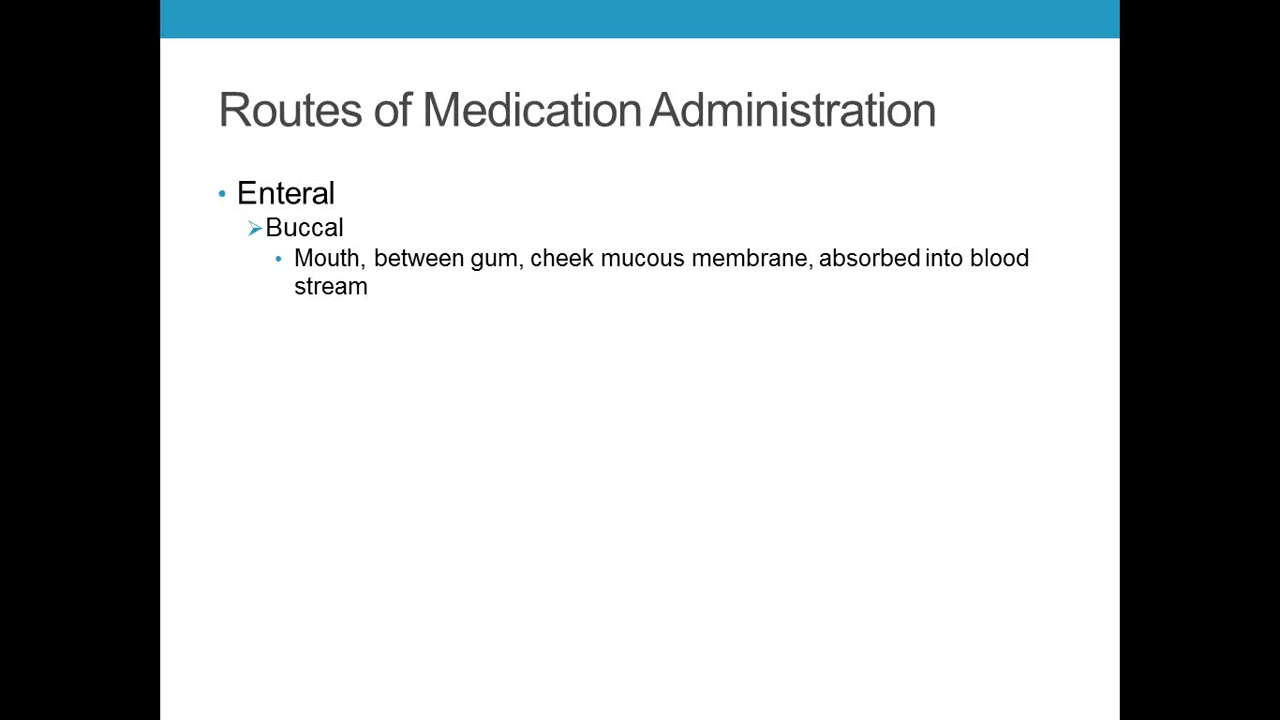 Routes of Medication Administration
• Enteral
➢Buccal
• Mouth, between gum, cheek mucous membrane, absorbed into blood
stream